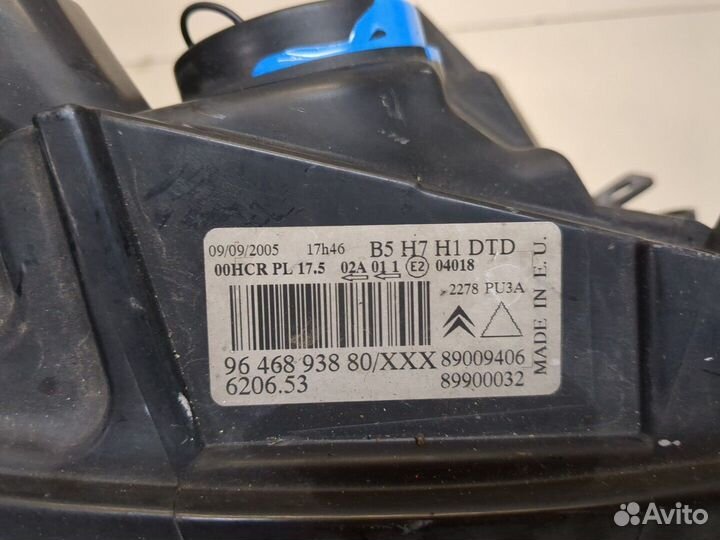 09/09/2005 17h46 B5 H7 H1 DTD
00HCR PL 17.5 02A 01 1 E2 04018
2278 PU3A
96 468 938 80/XXX 89009406
6206.53 89900032
MADE IN E.U.
Avito